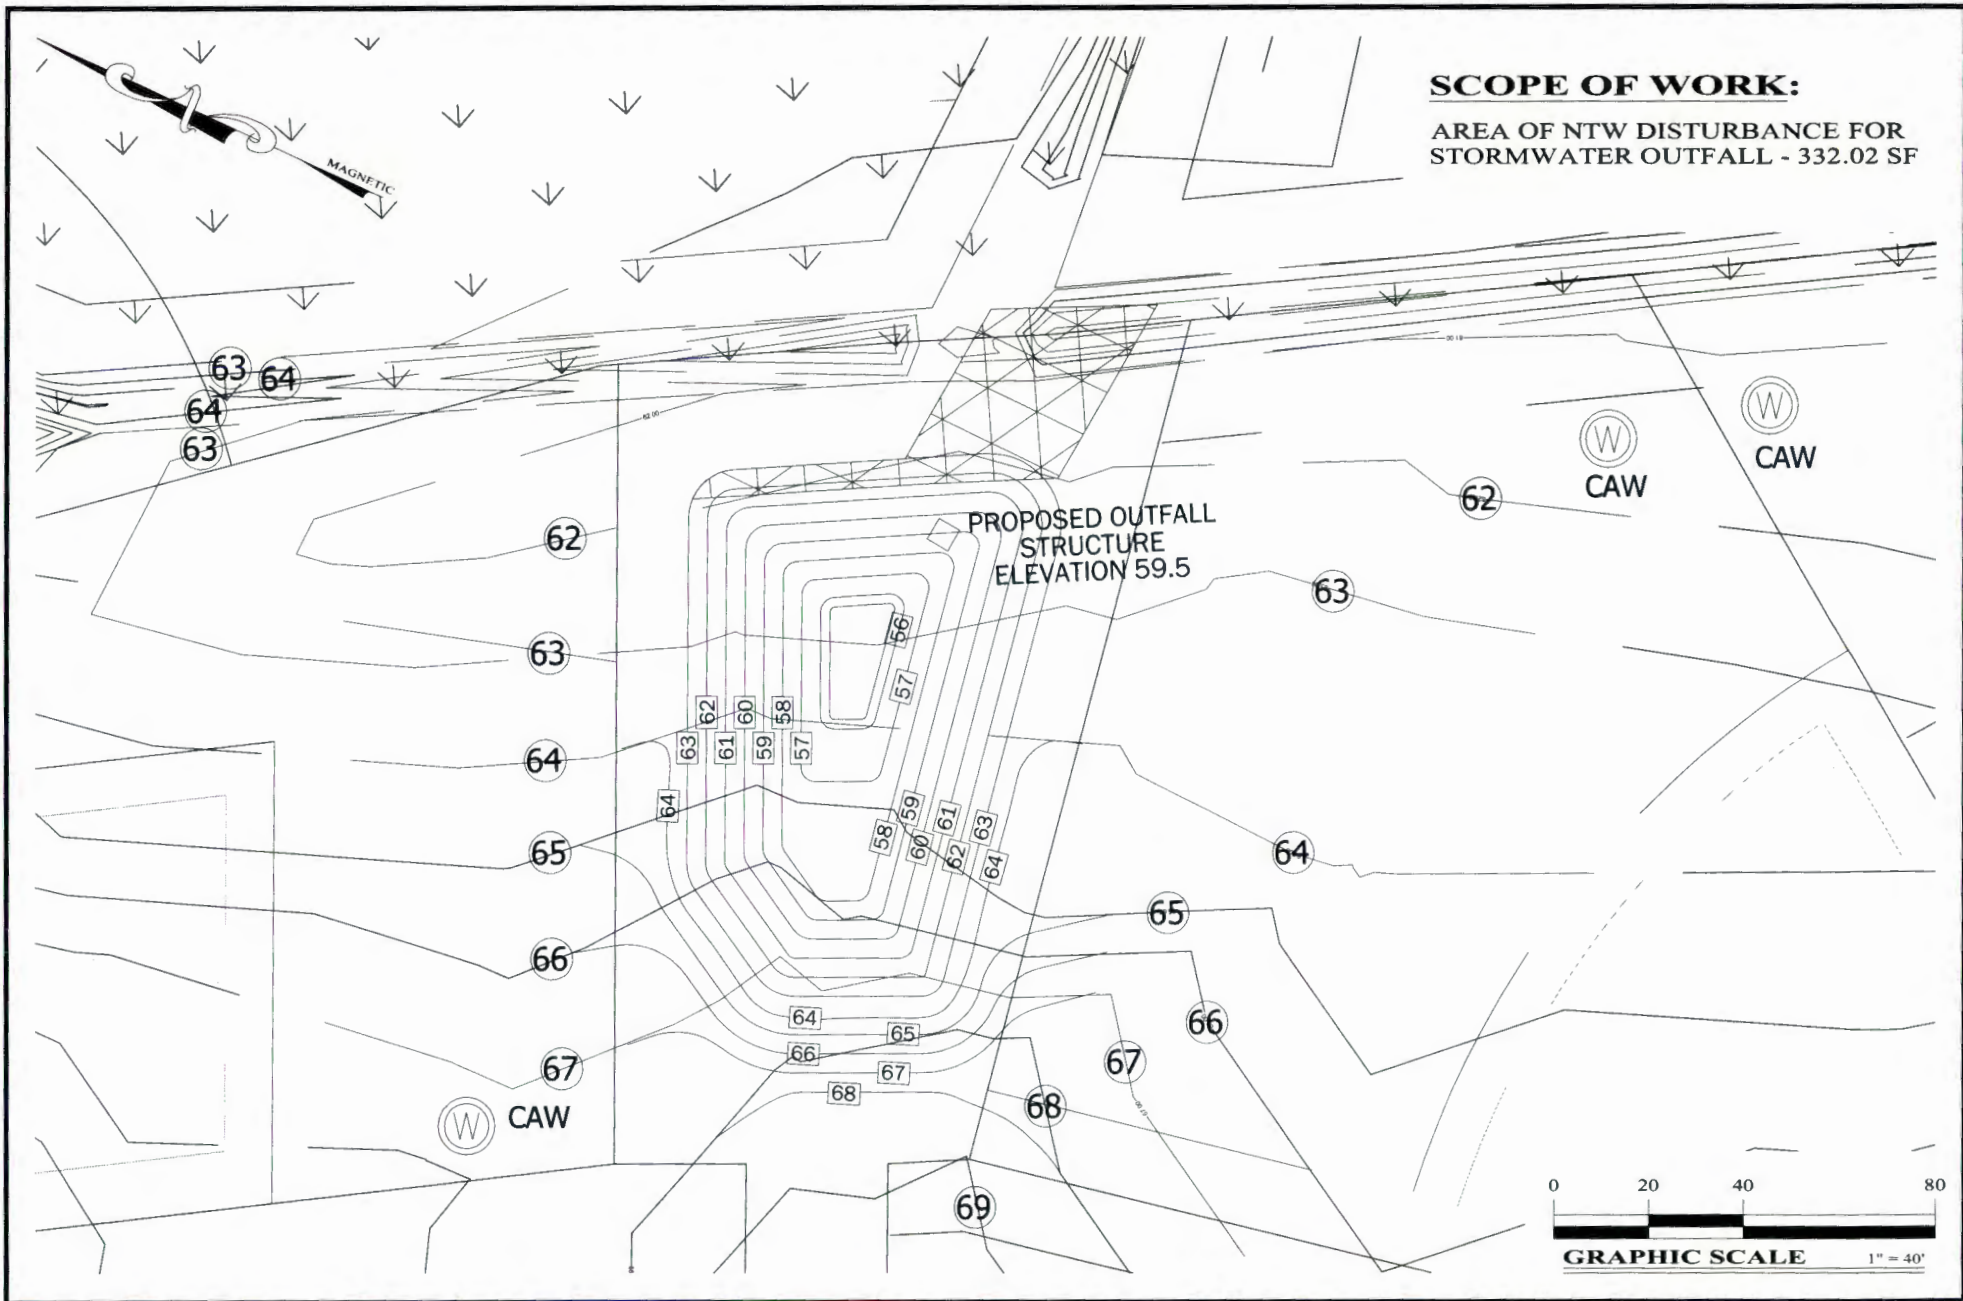 SCOPE OF WORK:
AREA OF NTW DISTURBANCE FOR
STORMWATER OUTFALL - 332.02 SF
MAGNETIC
63
64
64
63
62
63
64
65
66
67
W
CAW
PROPOSED OUTFALL
STRUCTURE
ELEVATION 59.5
56
57
62
60
58
63
61
59
57
64
59
61
63
58
60
62
64
64
65
66
67
68
W
CAW
W
CAW
62
63
64
65
66
67
68
69
0 20 40 80
GRAPHIC SCALE 1" = 40'